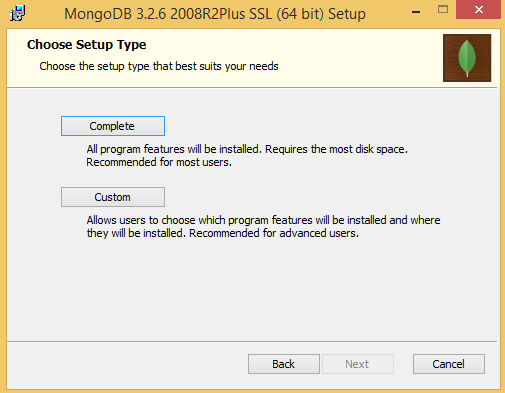 MongoDB 3.2.6 2008R2Plus SSL (64 bit) Setup
Choose Setup Type
Choose the setup type that best suits your needs
Complete
All program features will be installed. Requires the most disk space.
Recommended for most users.
Custom
Allows users to choose which program features will be installed and where
they will be installed. Recommended for advanced users.
Back Next Cancel